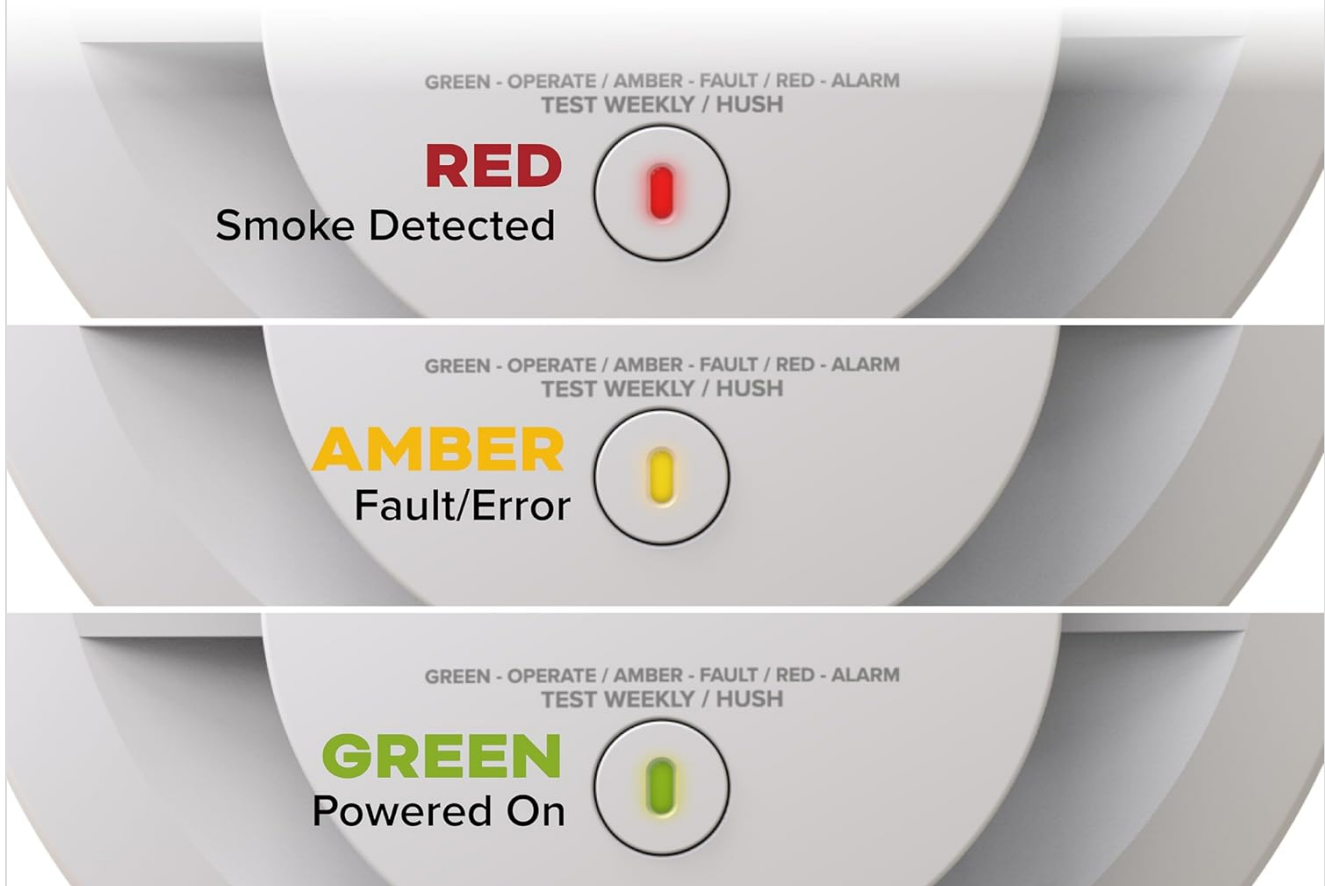 GREEN - OPERATE / AMBER - FAULT / RED - ALARM
TEST WEEKLY / HUSH
RED
Smoke Detected
GREEN - OPERATE / AMBER - FAULT / RED - ALARM
TEST WEEKLY / HUSH
AMBER
Fault/Error
GREEN - OPERATE / AMBER - FAULT / RED - ALARM
TEST WEEKLY / HUSH
GREEN
Powered On